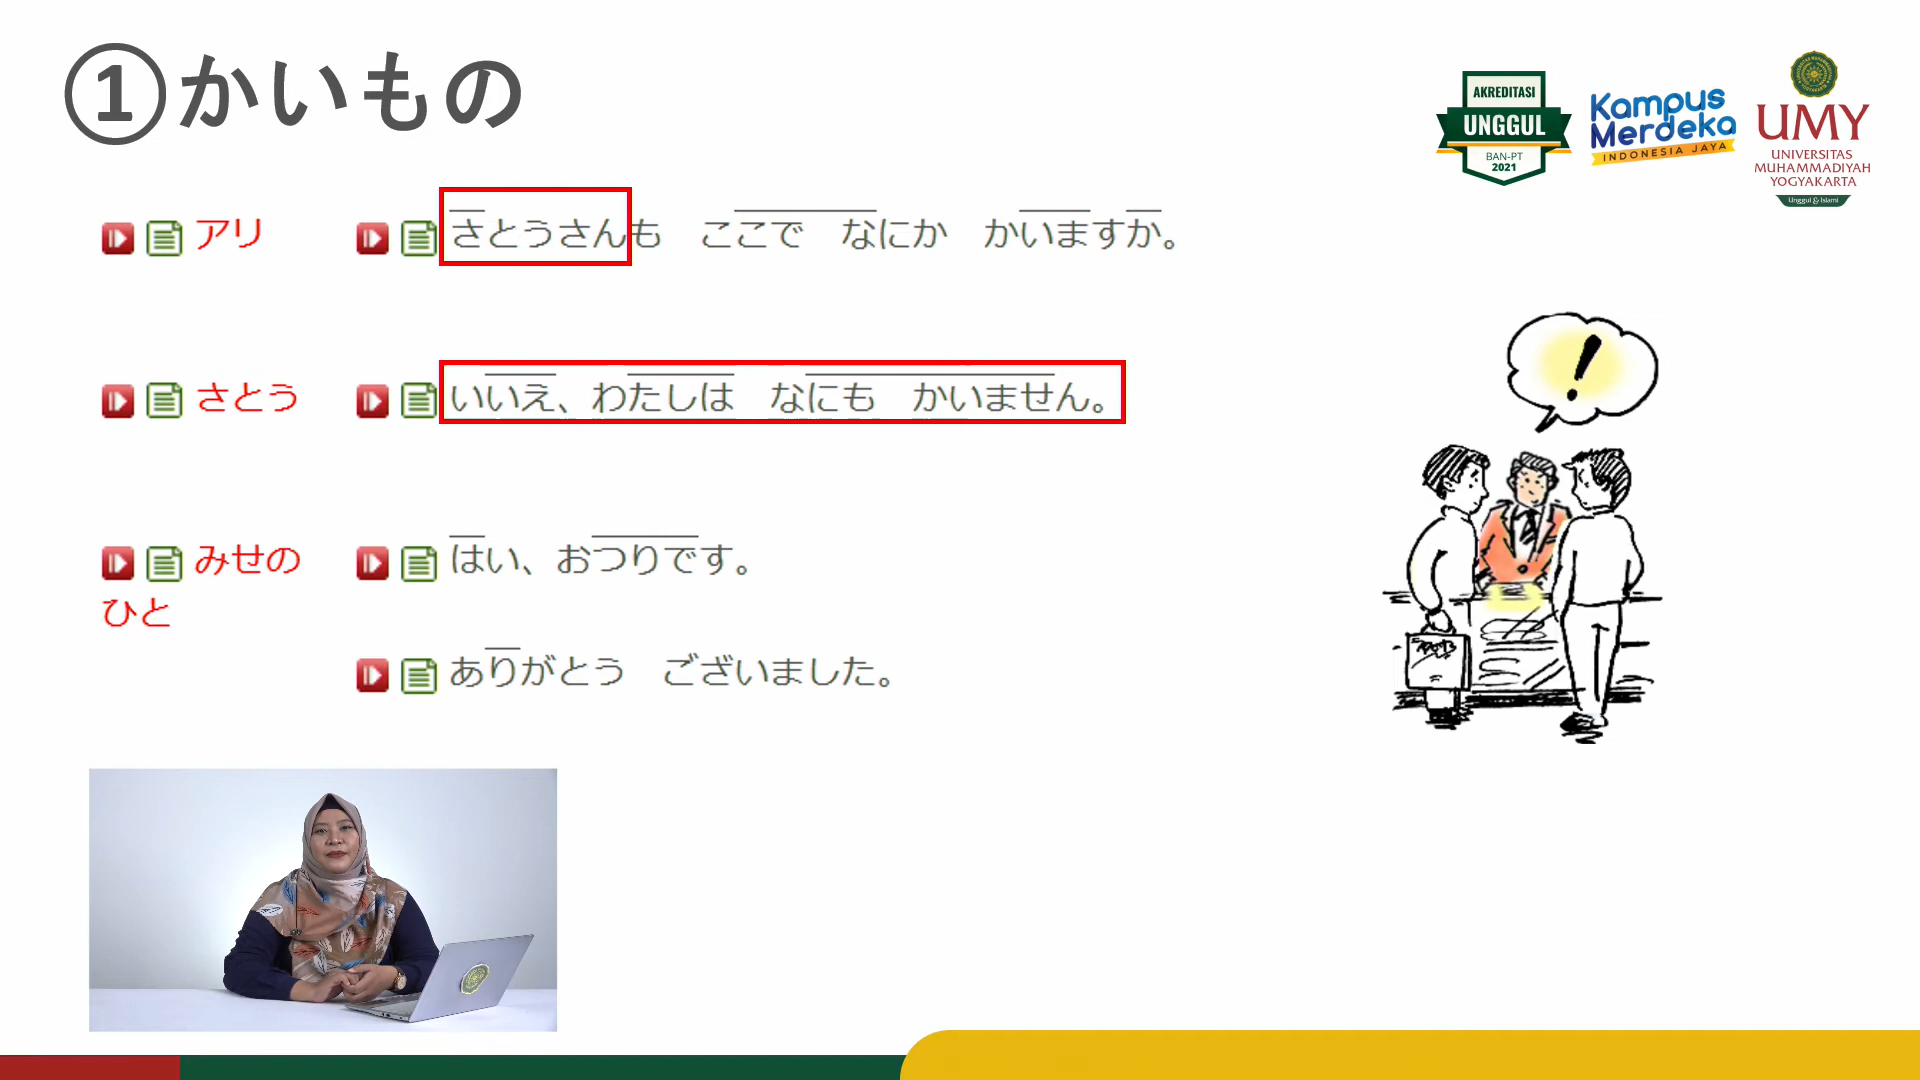 ①かいもの
AKREDITASI
UNGGUL
BAN-PT
2021
Kampus
Merdeka
INDONESIA JAYA
UMY
UNIVERSITAS
MUHAMMADIYAH
YOGYAKARTA
Unggul & Islami
アリ さとうさんも ここで なにか かいますか。
さとう いいえ、わたしは なにも かいません。
みせの はい、おつりです。
ひと
ありがとう ございました。